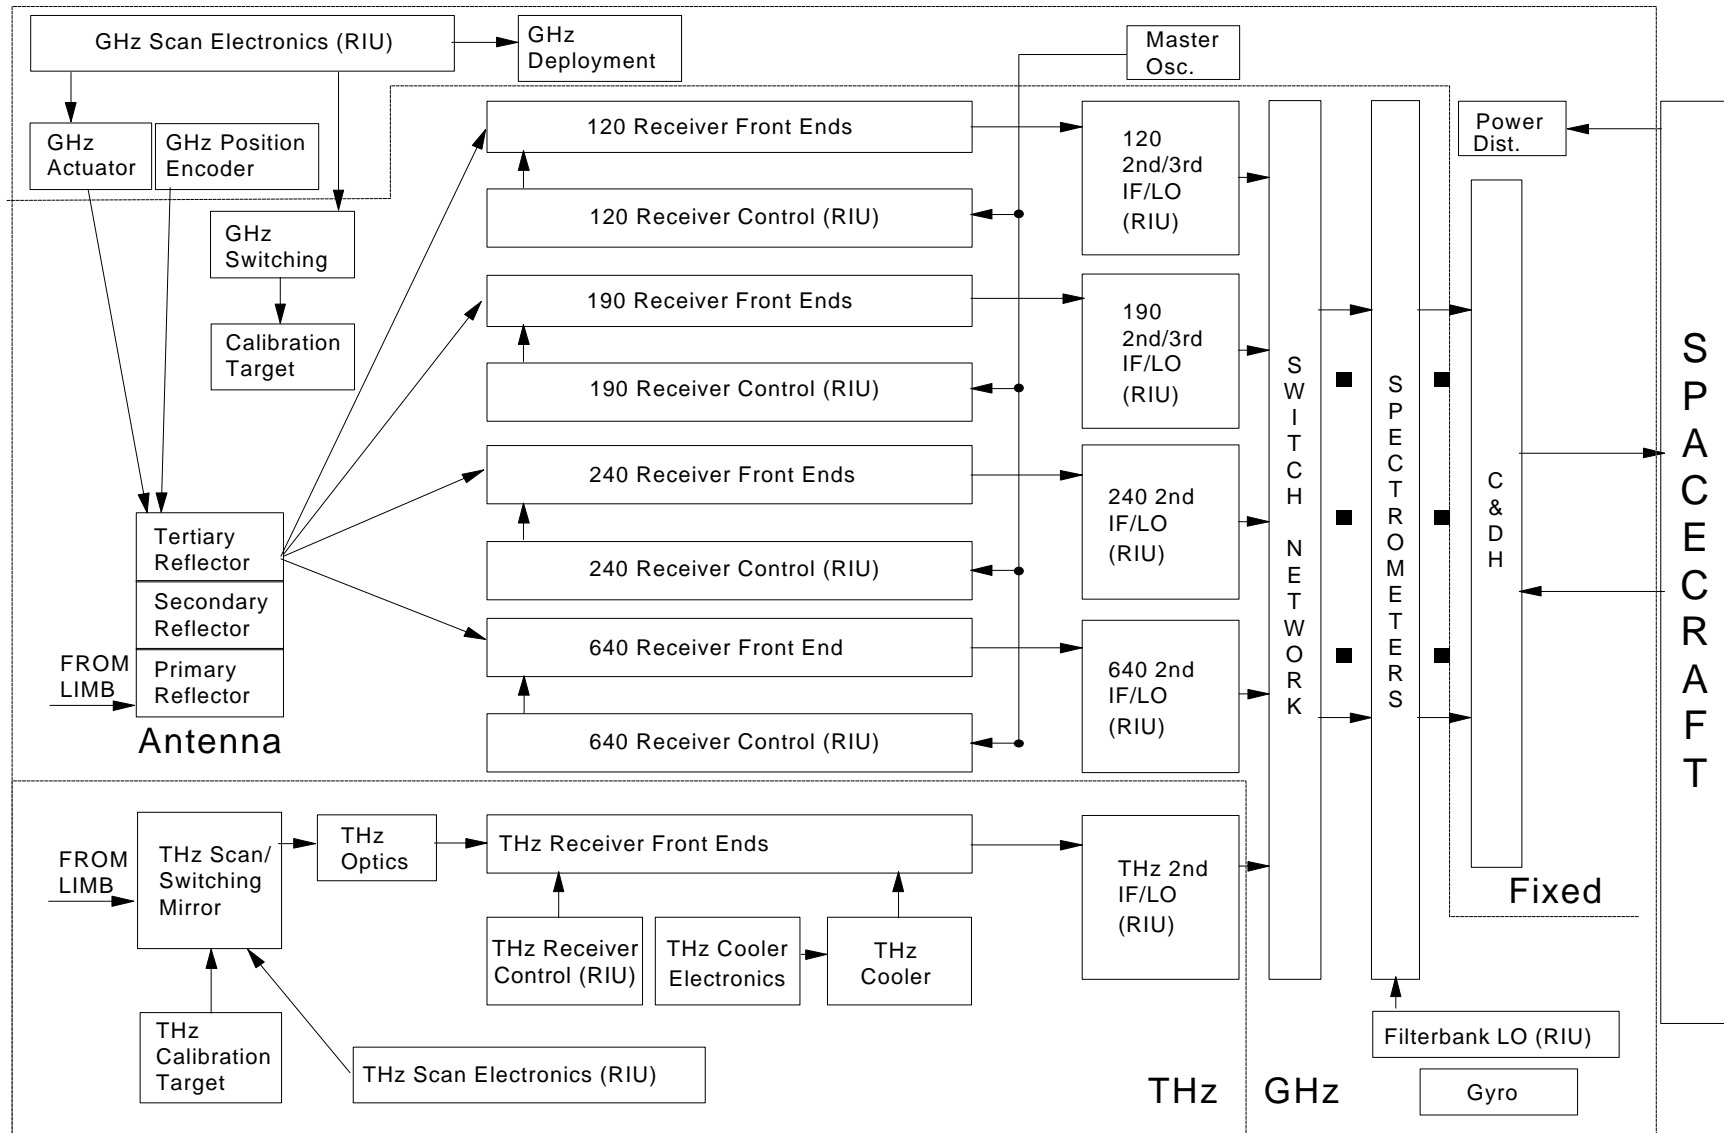 GHz Scan Electronics (RIU)
GHz
Deployment
Master
Osc.
GHz
Actuator
GHz Position
Encoder
120 Receiver Front Ends
120
2nd/3rd
IF/LO
(RIU)
Power
Dist.
120 Receiver Control (RIU)
GHz
Switching
190 Receiver Front Ends
190
2nd/3rd
IF/LO
(RIU)
Calibration
Target
190 Receiver Control (RIU)
240 Receiver Front Ends
240 2nd
IF/LO
(RIU)
240 Receiver Control (RIU)
Tertiary
Reflector
Secondary
Reflector
Primary
Reflector
FROM
LIMB
Antenna
640 Receiver Front End
640 2nd
IF/LO
(RIU)
640 Receiver Control (RIU)
SWITCH NETWORK
SPECTROMETERS
C&DH
SPACECRAFT
Fixed
FROM
LIMB
THz Scan/
Switching
Mirror
THz
Optics
THz Receiver Front Ends
THz 2nd
IF/LO
(RIU)
THz Receiver
Control (RIU)
THz Cooler
Electronics
THz
Cooler
THz
Calibration
Target
THz Scan Electronics (RIU)
THz
GHz
Filterbank LO (RIU)
Gyro